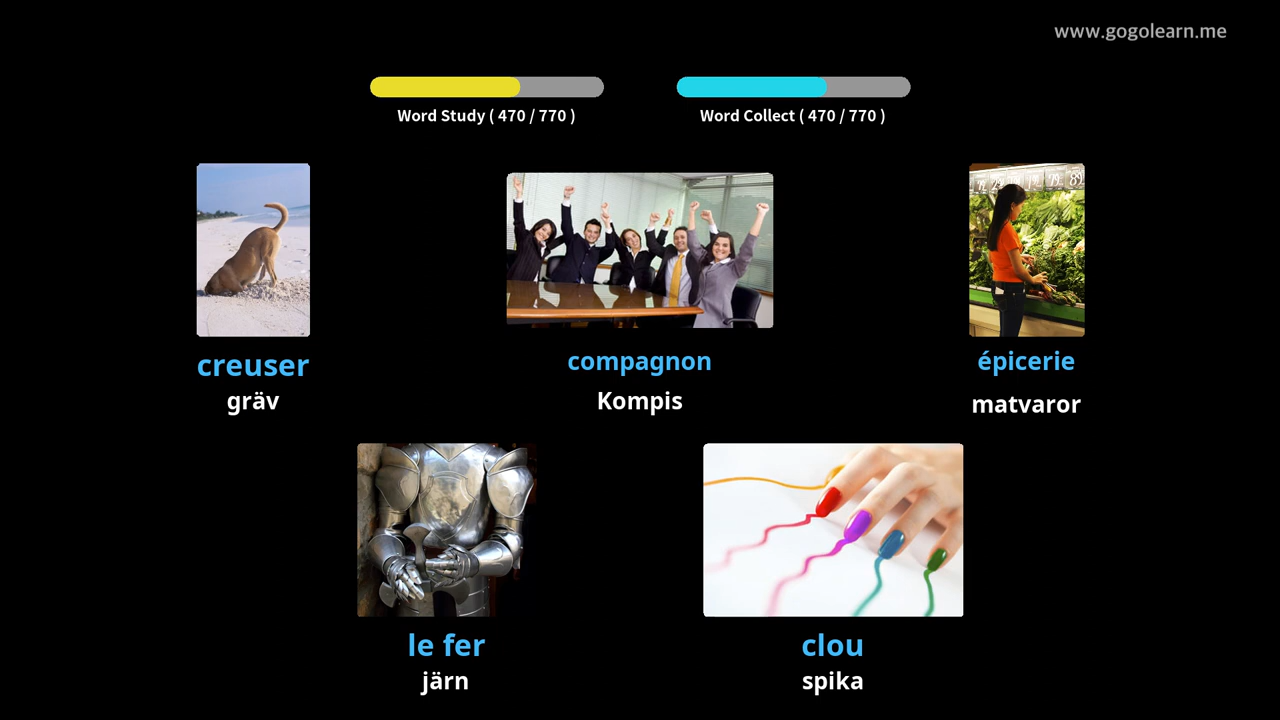 www.gogolearn.me
Word Study ( 470 / 770 )
Word Collect ( 470 / 770 )
creuser
gräv
compagnon
Kompis
épicerie
matvaror
le fer
järn
clou
spika